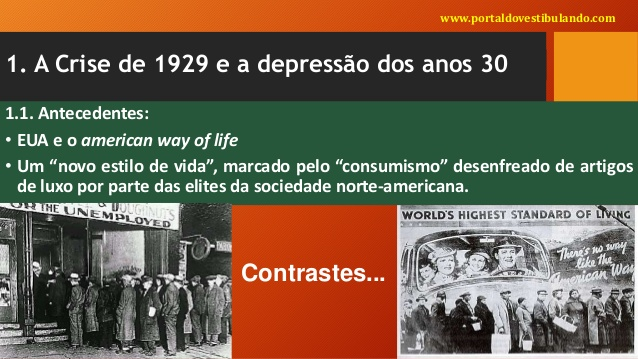 www.portaldovestibulando.com
1. A Crise de 1929 e a depressão dos anos 30
1.1. Antecedentes:
• EUA e o american way of life
• Um “novo estilo de vida”, marcado pelo “consumismo” desenfreado de artigos
de luxo por parte das elites da sociedade norte-americana.
& DOUGHNUTS
FOR THE UNEMPLOYED
Contrastes...
WORLD'S HIGHEST STANDARD OF LIVING
There's no way
like the
American Way